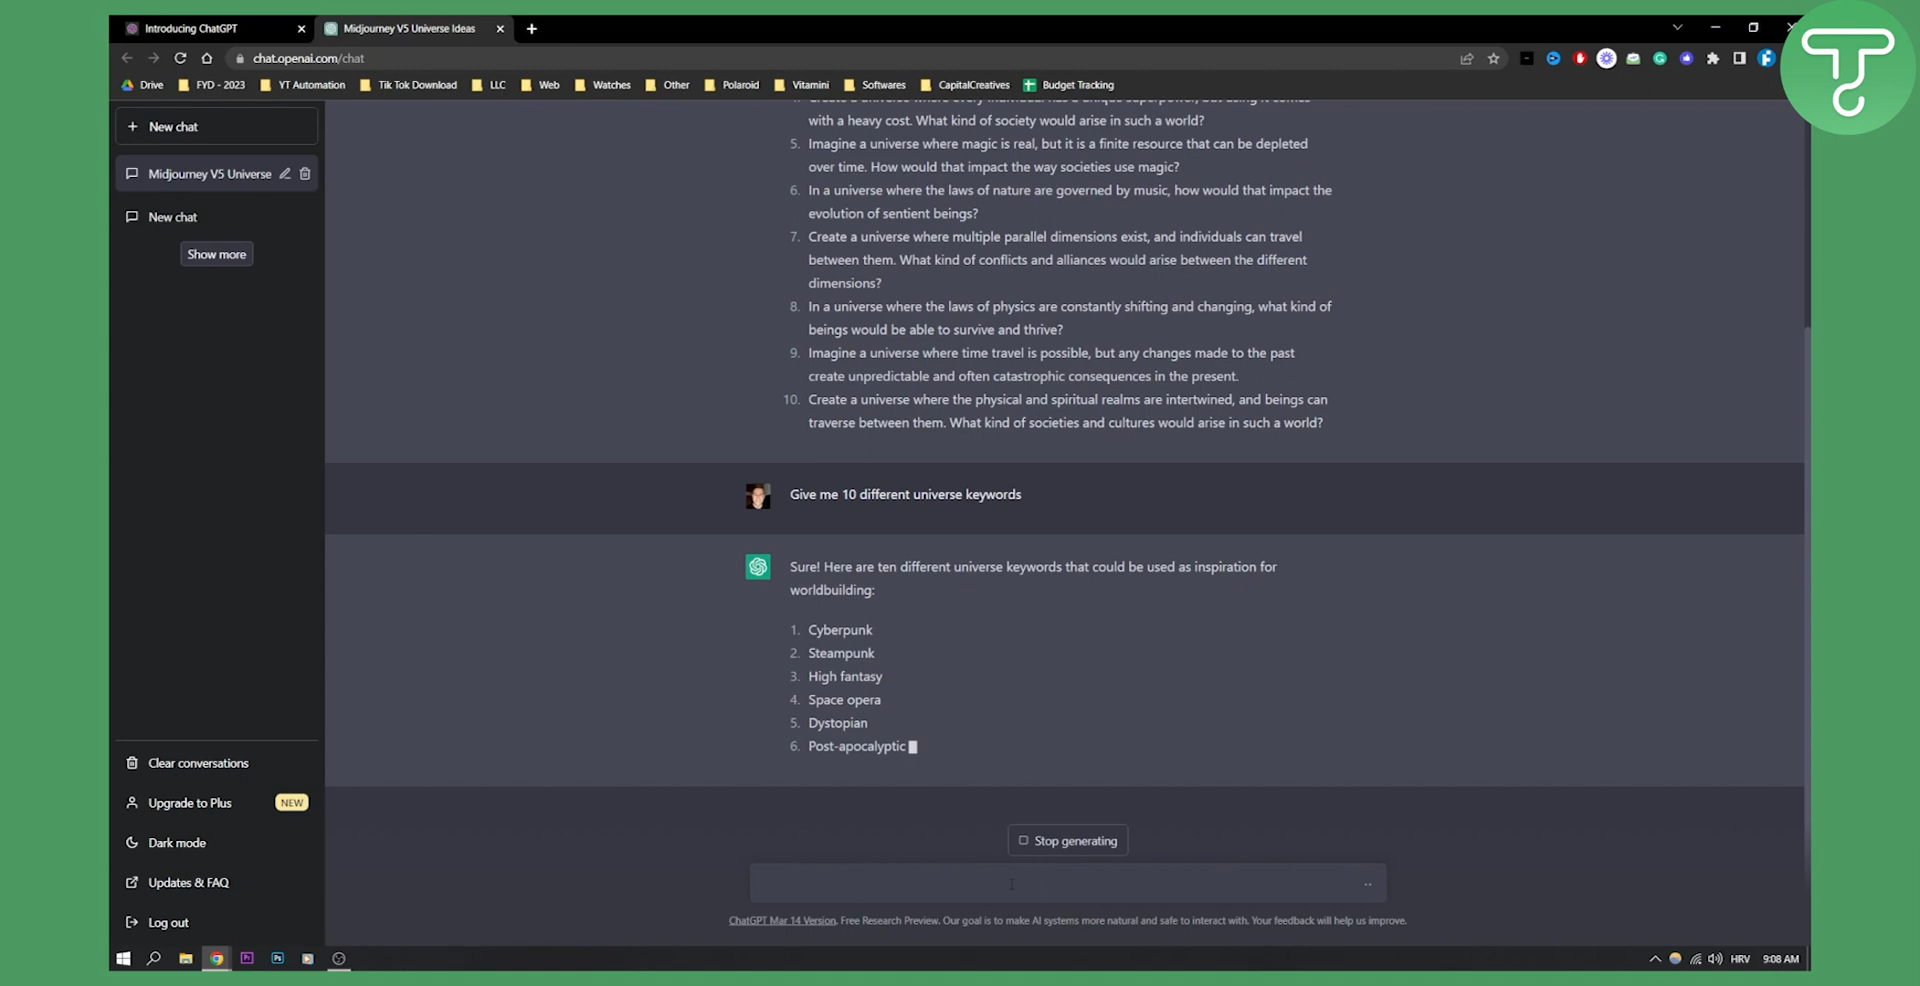 Introducing ChatGPT
Midjourney V5 Universe Ideas
chat.openai.com/chat
Drive
FYD - 2023
YT Automation
Tik Tok Download
LLC
Web
Watches
Other
Polaroid
Vitamini
Softwares
CapitalCreatives
Budget Tracking
New chat
Midjourney V5 Universe
New chat
Show more
4. Create a universe where every individual has a unique superpower, but using it comes
with a heavy cost. What kind of society would arise in such a world?
5. Imagine a universe where magic is real, but it is a finite resource that can be depleted
over time. How would that impact the way societies use magic?
6. In a universe where the laws of nature are governed by music, how would that impact the
evolution of sentient beings?
7. Create a universe where multiple parallel dimensions exist, and individuals can travel
between them. What kind of conflicts and alliances would arise between the different
dimensions?
8. In a universe where the laws of physics are constantly shifting and changing, what kind of
beings would be able to survive and thrive?
9. Imagine a universe where time travel is possible, but any changes made to the past
create unpredictable and often catastrophic consequences in the present.
10. Create a universe where the physical and spiritual realms are intertwined, and beings can
traverse between them. What kind of societies and cultures would arise in such a world?
Give me 10 different universe keywords
Sure! Here are ten different universe keywords that could be used as inspiration for
worldbuilding:
1. Cyberpunk
2. Steampunk
3. High fantasy
4. Space opera
5. Dystopian
6. Post-apocalyptic
Clear conversations
Upgrade to Plus
NEW
Dark mode
Updates & FAQ
Log out
Stop generating
ChatGPT Mar 14 Version. Free Research Preview. Our goal is to make AI systems more natural and safe to interact with. Your feedback will help us improve.
HRV
9:08 AM